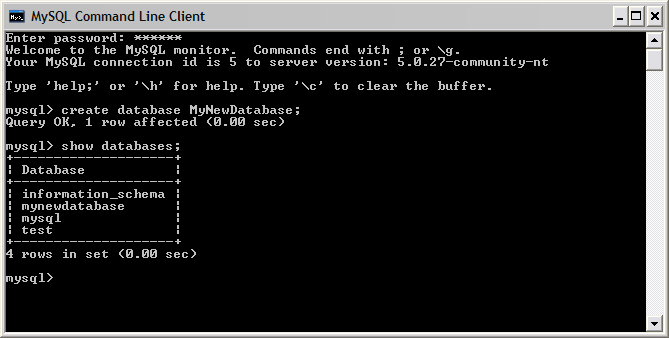 MySQL Command Line Client
Enter password: ******
Welcome to the MySQL monitor.  Commands end with ; or \g.
Your MySQL connection id is 5 to server version: 5.0.27-community-nt
Type 'help;' or '\h' for help. Type '\c' to clear the buffer.
mysql> create database MyNewDatabase;
Query OK, 1 row affected (0.00 sec)
mysql> show databases;
+--------------------+
| Database           |
+--------------------+
| information_schema |
| mynewdatabase      |
| mysql              |
| test               |
+--------------------+
4 rows in set (0.00 sec)
mysql>